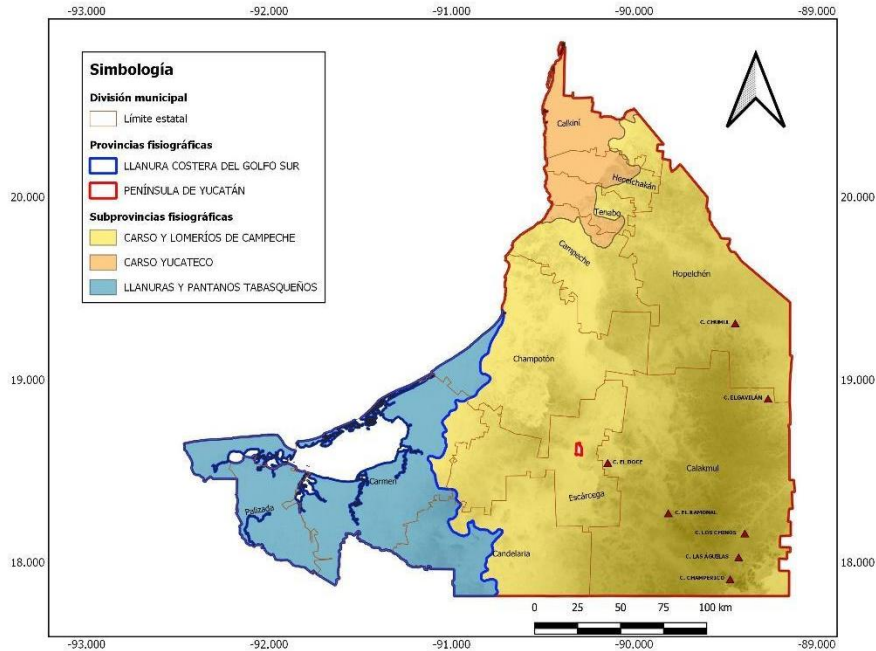 -93.000
-92.000
-91.000
-90.000
-89.000
Simbología
División municipal
Límite estatal
Provincias fisiográficas
LLANURA COSTERA DEL GOLFO SUR
PENÍNSULA DE YUCATÁN
Subprovincias fisiográficas
CARSO Y LOMERÍOS DE CAMPECHE
CARSO YUCATECO
LLANURAS Y PANTANOS TABASQUEÑOS
Calkiní
Hecelchakán
20.000
20.000
Tenabo
Campeche
Hopelchén
C. CHUMUL
Champotón
19.000
19.000
C. EL GAVILÁN
C. EL DOCE
Calakmul
Carmen
Escárcega
Palizada
C. EL RAMONAL
C. LOS CHINOS
Candelaria
C. LAS ÁGUILAS
18.000
18.000
C. CHAMPERICO
0 25 50 75 100 km
-93.000
-92.000
-91.000
-90.000
-89.000